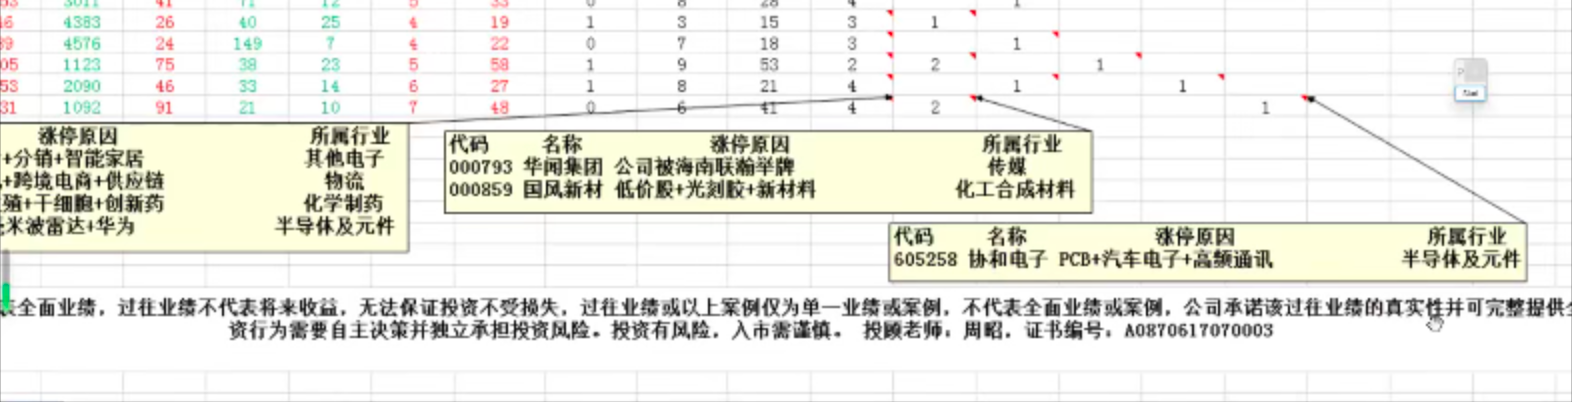 4383 26 40 25 4 19 1 3 15 3 1
4576 24 149 7 4 22 0 7 18 3 1
05 1123 75 38 23 5 58 1 9 53 2 2 1
53 2090 46 33 14 6 27 1 8 21 4 1 1
31 1092 91 21 10 7 48 0 6 41 4 2 1
涨停原因 所属行业
+分销+智能家居 其他电子
+跨境电商+供应链 物流
殖+干细胞+创新药 化学制药
米波雷达+华为 半导体及元件
代码 名称 涨停原因 所属行业
000793 华闻集团 公司被海南联瀚举牌 传媒
000859 国风新材 低价股+光刻胶+新材料 化工合成材料
代码 名称 涨停原因 所属行业
605258 协和电子 PCB+汽车电子+高频通讯 半导体及元件
表全面业绩，过往业绩不代表将来收益，无法保证投资不受损失，过往业绩或以上案例仅为单一业绩或案例，不代表全面业绩或案例，公司承诺该过往业绩的真实性并可完整提供
资行为需要自主决策并独立承担投资风险。投资有风险，入市需谨慎。 投顾老师：周昭，证书编号：A0870617070003